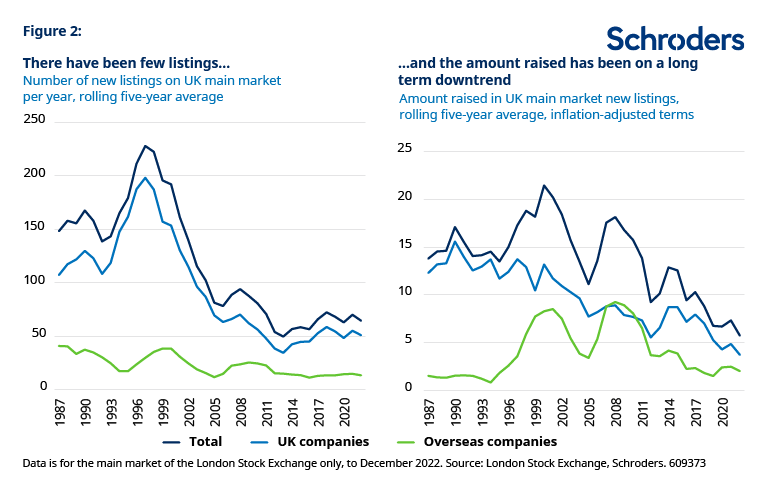 Figure 2:
Schroders
There have been few listings...
Number of new listings on UK main market
per year, rolling five-year average
250
200
150
100
50
0
1987 1990 1993 1996 1999 2002 2005 2008 2011 2014 2017 2020
...and the amount raised has been on a long
term downtrend
Amount raised in UK main market new listings,
rolling five-year average, inflation-adjusted terms
25
20
15
10
5
0
1987 1990 1993 1996 1999 2002 2005 2008 2011 2014 2017 2020
Total UK companies Overseas companies
Data is for the main market of the London Stock Exchange only, to December 2022. Source: London Stock Exchange, Schroders. 609373